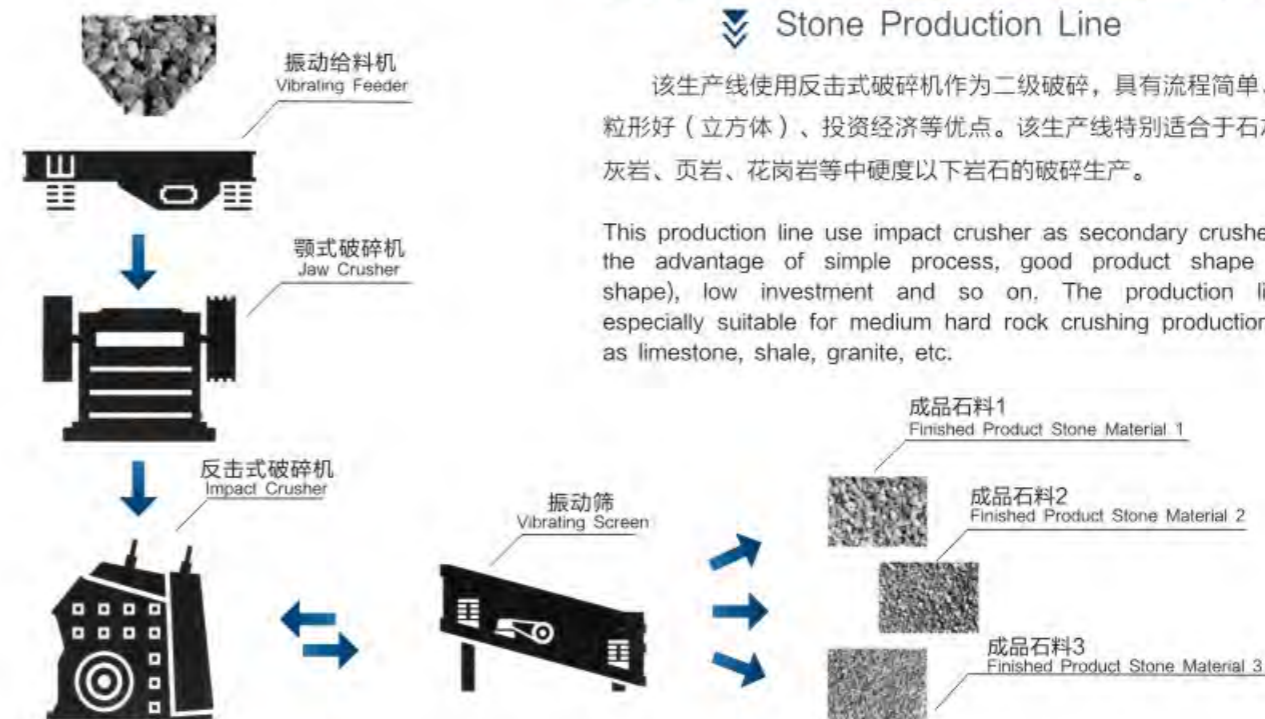 Stone Production Line
该生产线使用反击式破碎机作为二级破碎，具有流程简单、
粒形好（立方体）、投资经济等优点。该生产线特别适合于石灰
灰岩、页岩、花岗岩等中硬度以下岩石的破碎生产。
This production line use impact crusher as secondary crushe
the advantage of simple process, good product shape
shape), low investment and so on. The production li
especially suitable for medium hard rock crushing production
as limestone, shale, granite, etc.
振动给料机
Vibrating Feeder
颚式破碎机
Jaw Crusher
反击式破碎机
Impact Crusher
振动筛
Vibrating Screen
成品石料1
Finished Product Stone Material 1
成品石料2
Finished Product Stone Material 2
成品石料3
Finished Product Stone Material 3